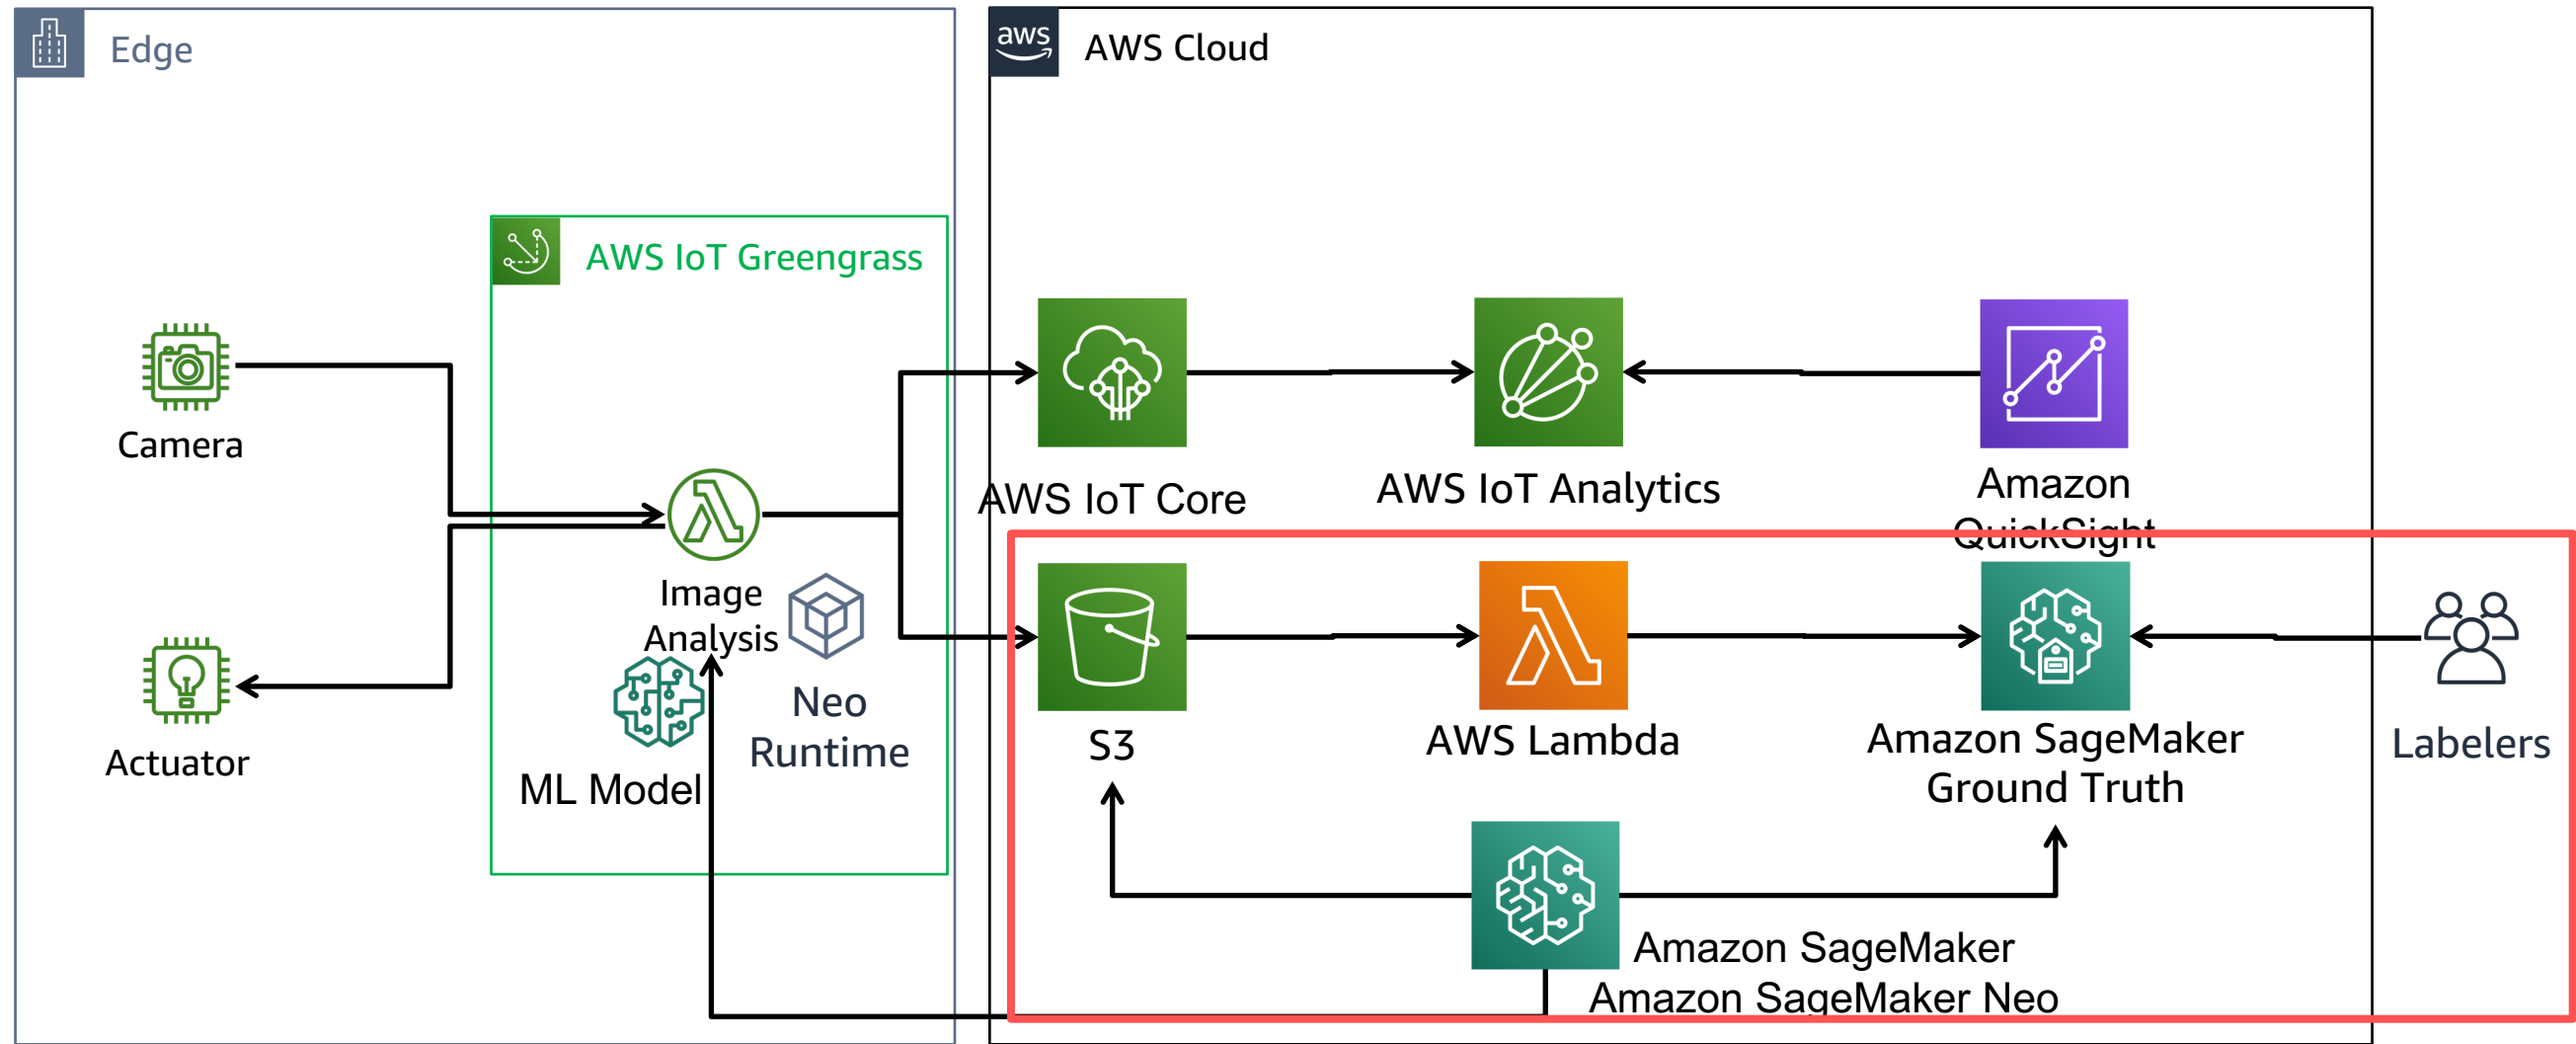 Edge
aws
AWS Cloud
AWS IoT Greengrass
Camera
Actuator
Image
Analysis
Neo
Runtime
ML Model
AWS IoT Core
AWS IoT Analytics
Amazon
QuickSight
S3
AWS Lambda
Amazon SageMaker
Ground Truth
Labelers
Amazon SageMaker
Amazon SageMaker Neo